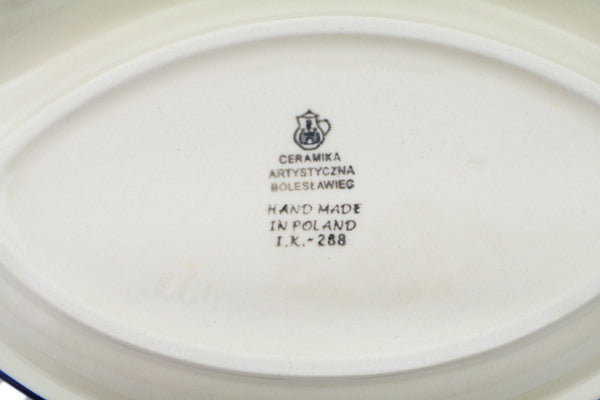 CERAMIKA
ARTYSTYCZNA
BOLESŁAWIEC
HAND MADE
IN POLAND
I.K.-288